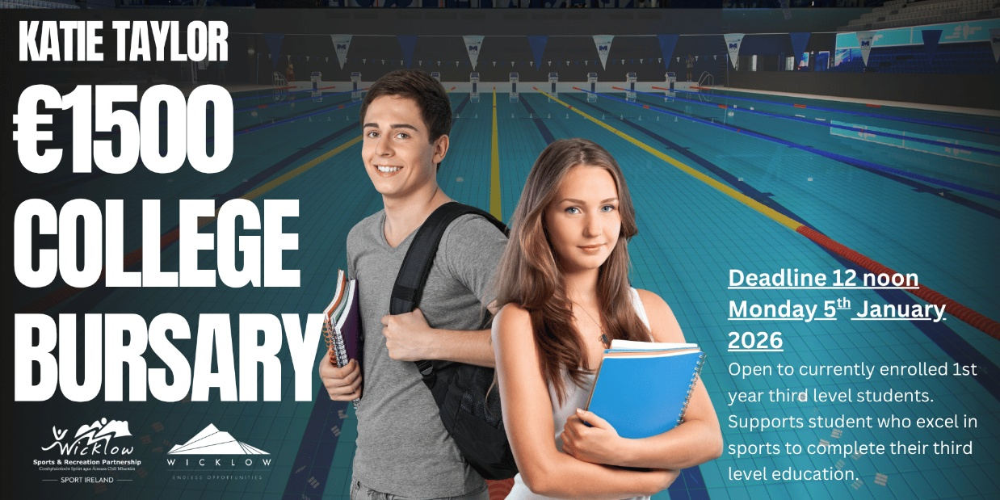 KATIE TAYLOR
€1500
COLLEGE
BURSARY
Wicklow
Sports & Recreation Partnership
Comhpháirtíocht Spóirt agus Áineasa Chill Mhantáin
SPORT IRELAND
WICKLOW
ENDLESS OPPORTUNITIES
Deadline 12 noon
Monday 5th January
2026
Open to currently enrolled 1st
year third level students.
Supports student who excel in
sports to complete their third
level education.